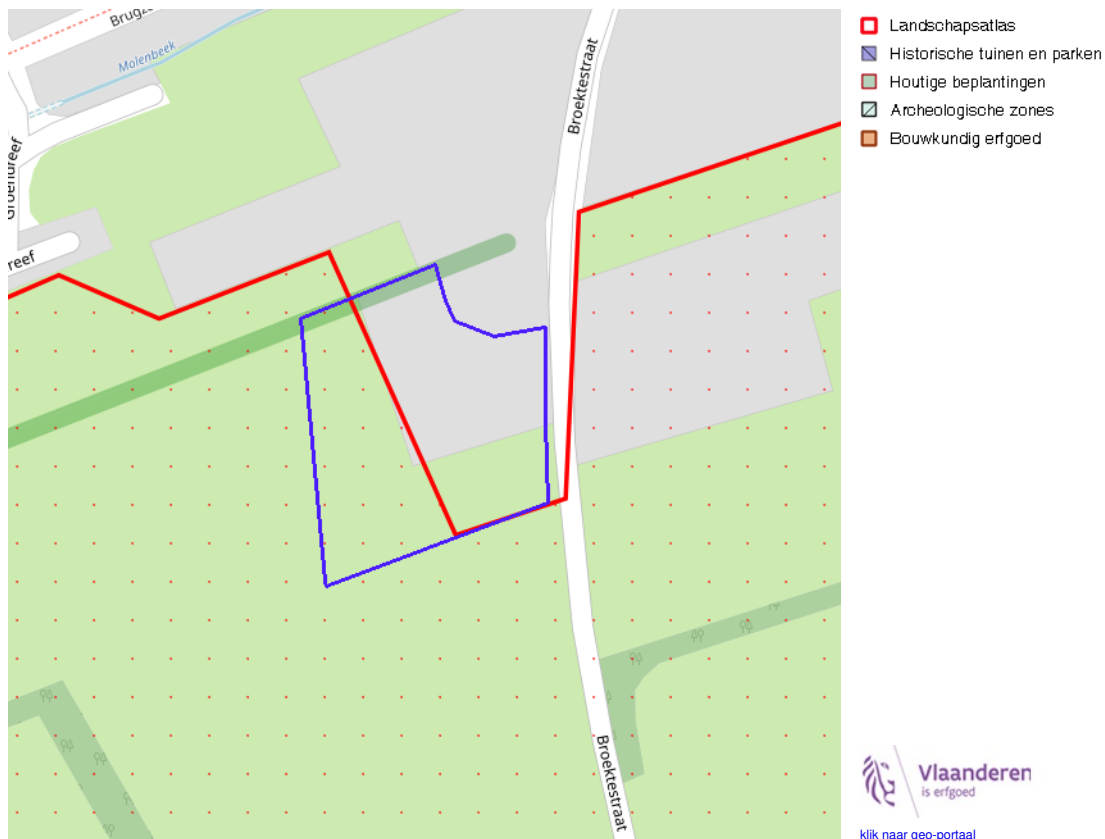 Molenbeek
Groendreef
reef
Broektestraat
Broektestraat
Landschapsatlas
Historische tuinen en parken
Houtige beplantingen
Archeologische zones
Bouwkundig erfgoed
Vlaanderen
is erfgoed
klik naar geo-portaal